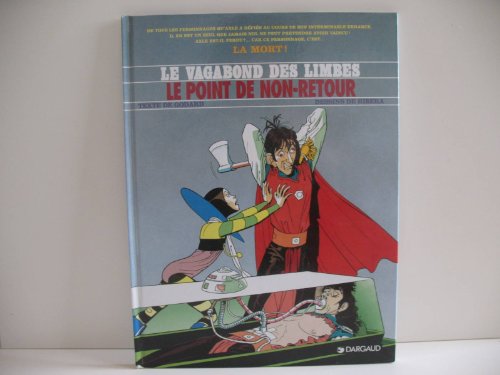 DE TOUS LES PERSONNAGES QU'AXLE A DÉFIÉS AU COURS DE SON INTERMINABLE ERRANCE,
IL EN EST UN SEUL QUE JAMAIS NUL NE PEUT PRÉTENDRE AVOIR VAINCU!
AXLE EST-IL PERDU?... CAR CE PERSONNAGE, C'EST
LA MORT!
LE VAGABOND DES LIMBES
LE POINT DE NON-RETOUR
TEXTE DE GODARD
DESSINS DE RIBERA
DARGAUD